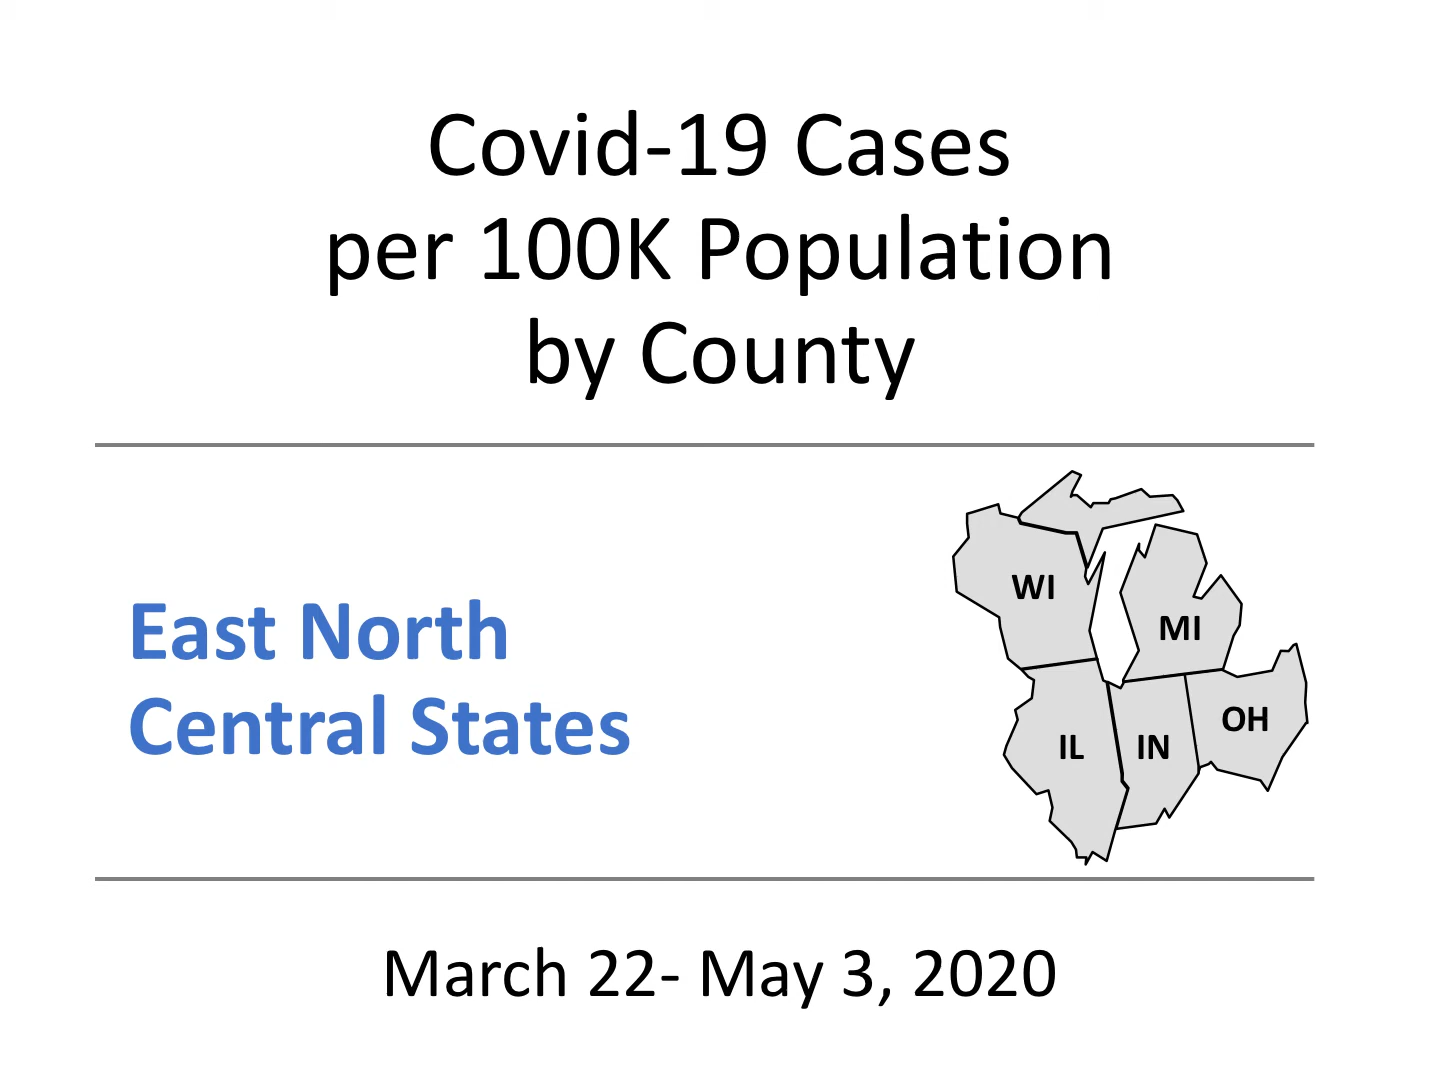 Covid-19 Cases
per 100K Population
by County
East North
Central States
WI
MI
OH
IL
IN
March 22- May 3, 2020